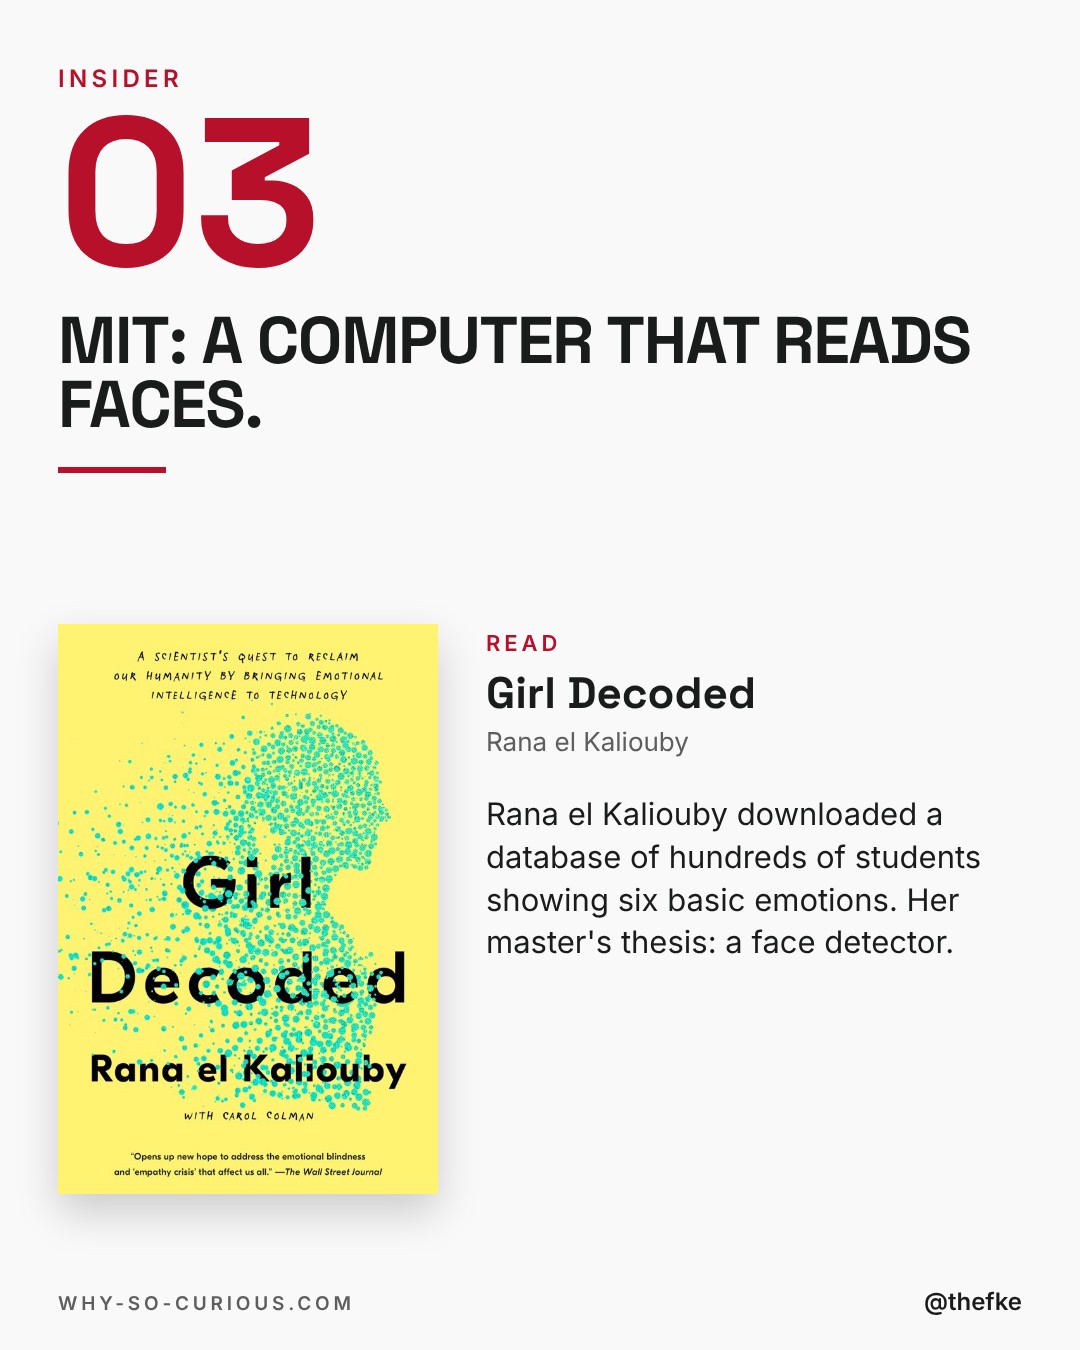 INSIDER
03
MIT: A COMPUTER THAT READS
FACES.
A SCIENTIST'S QUEST TO RECLAIM
OUR HUMANITY BY BRINGING EMOTIONAL
INTELLIGENCE TO TECHNOLOGY
Girl
Decoded
Rana el Kaliouby
WITH CAROL COLMAN
"Opens up new hope to address the emotional blindness
and 'empathy crisis' that affect us all." —The Wall Street Journal
READ
Girl Decoded
Rana el Kaliouby
Rana el Kaliouby downloaded a
database of hundreds of students
showing six basic emotions. Her
master's thesis: a face detector.
WHY-SO-CURIOUS.COM
@thefke